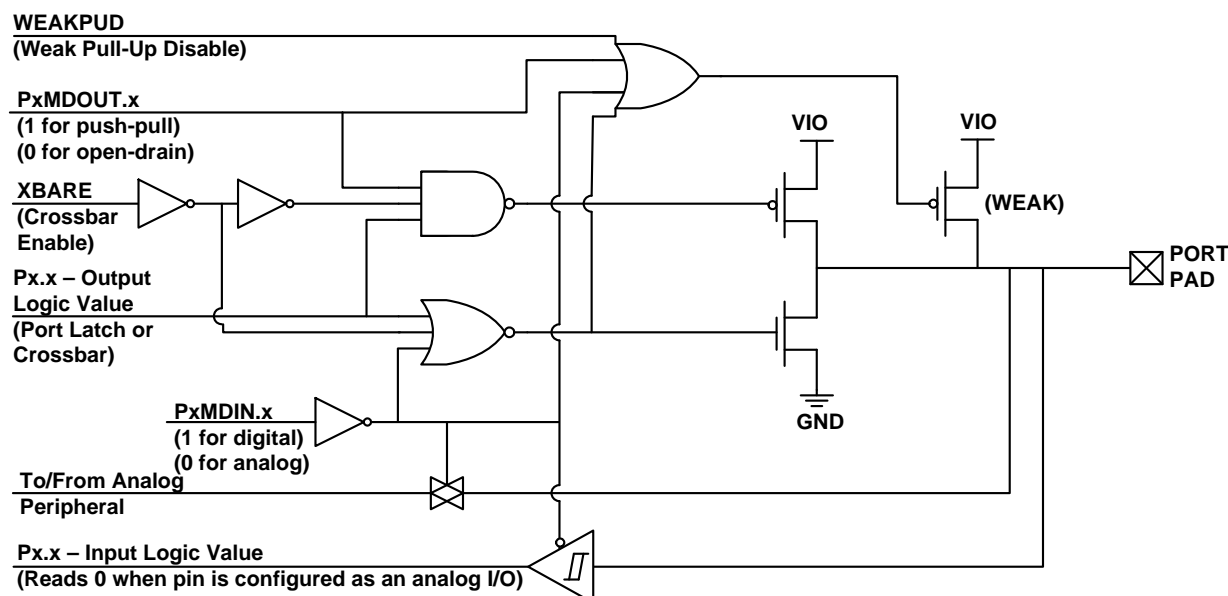 WEAKPUD
(Weak Pull-Up Disable)
PxMDOUT.x
(1 for push-pull)
(0 for open-drain)
XBARE
(Crossbar
Enable)
Px.x – Output
Logic Value
(Port Latch or
Crossbar)
PxMDIN.x
(1 for digital)
(0 for analog)
To/From Analog
Peripheral
Px.x – Input Logic Value
(Reads 0 when pin is configured as an analog I/O)
VIO
VIO
(WEAK)
PORT
PAD
GND